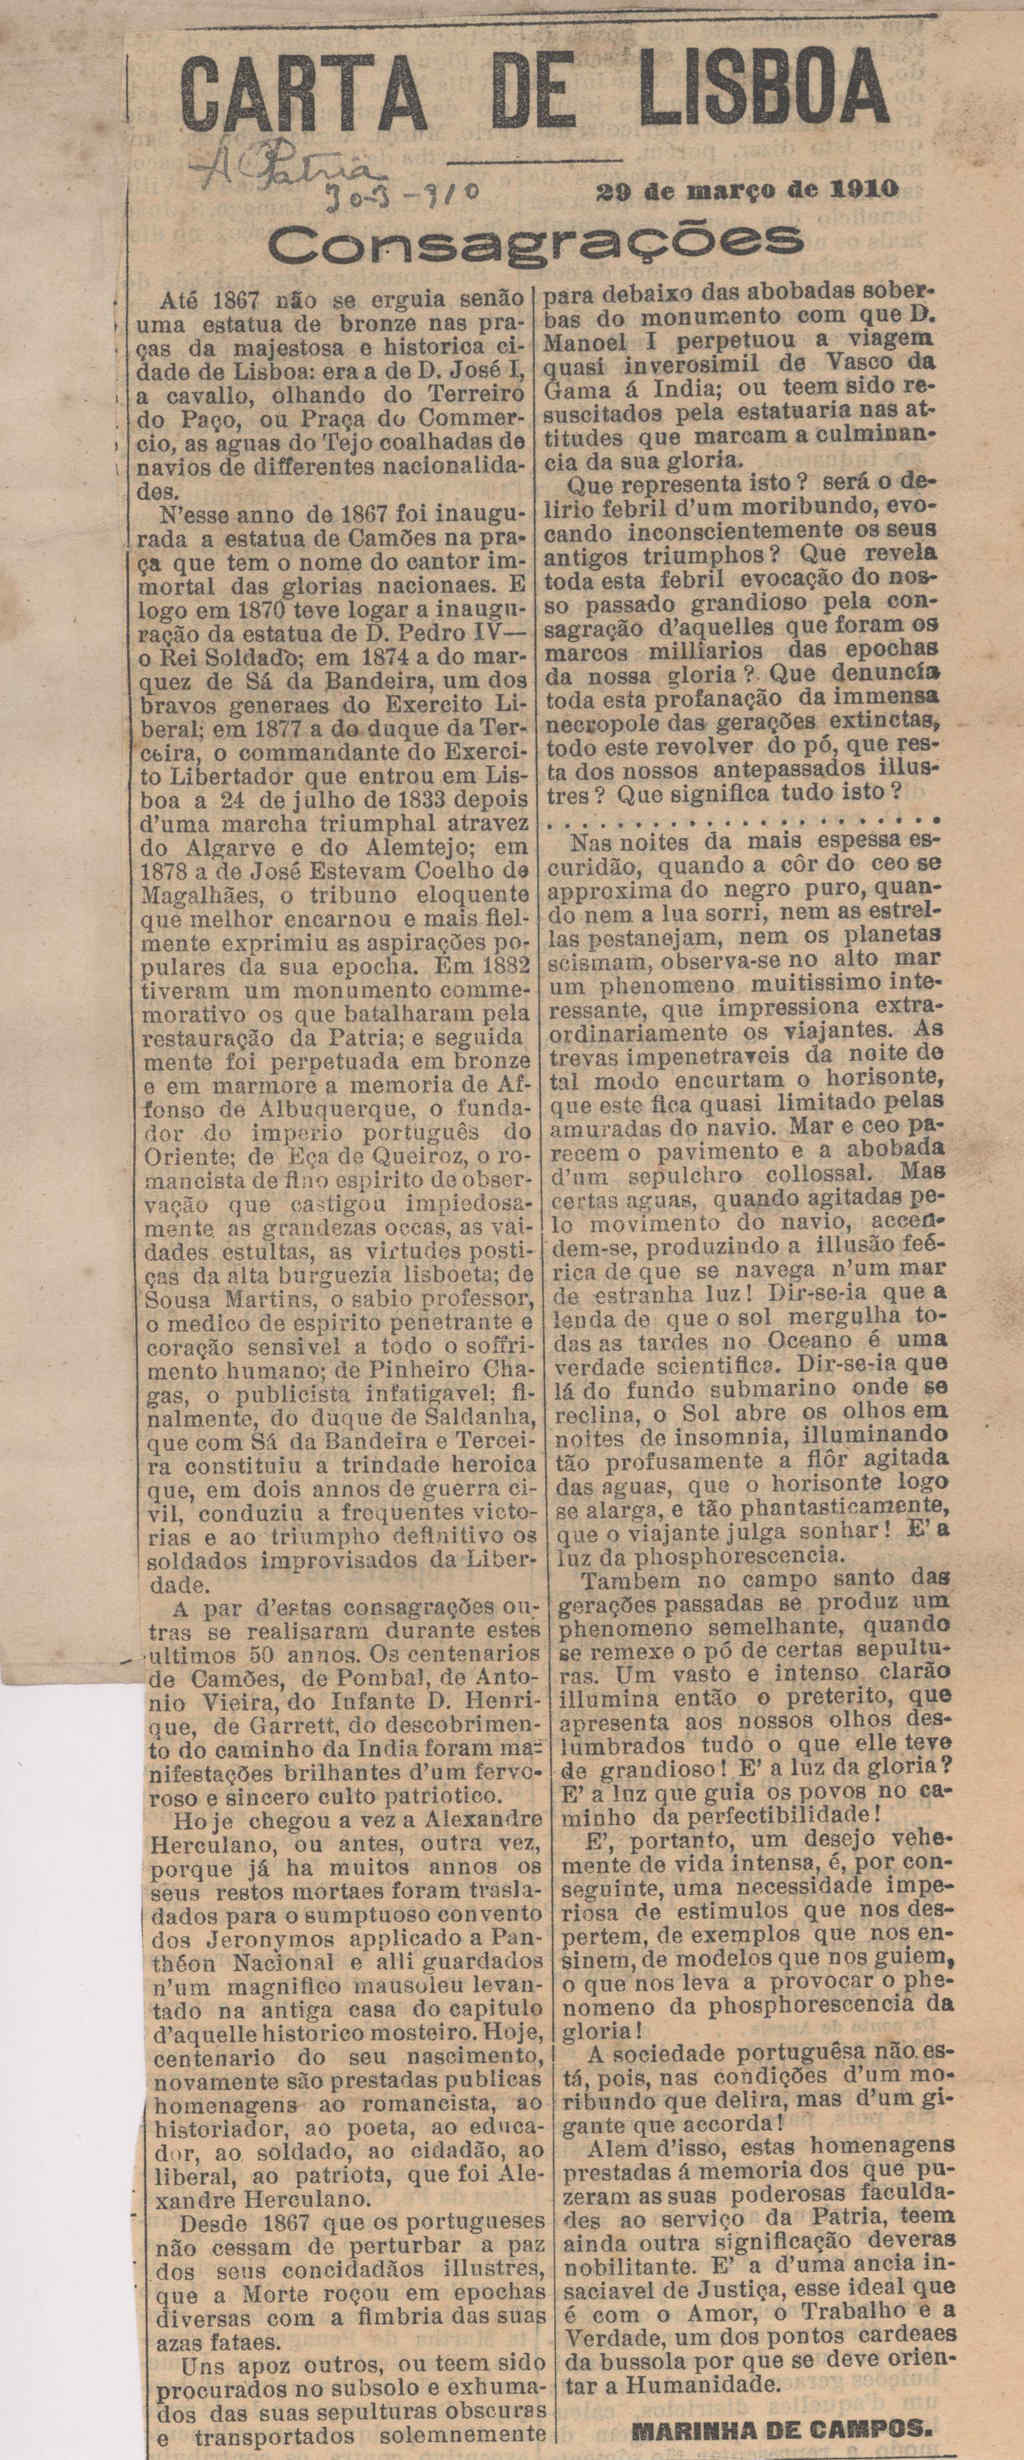 CARTA DE LISBOA
A Patria
30-3-910
29 de março de 1910
Consagrações
Até 1867 não se erguia senão
uma estatua de bronze nas pra-
ças da majestosa e historica ci-
dade de Lisboa: era a de D. José I,
a cavallo, olhando do Terreiro
do Paço, ou Praça do Commer-
cio, as aguas do Tejo coalhadas de
navios de differentes nacionalida-
des.
N'esse anno de 1867 foi inaugu-
rada a estatua de Camões na pra-
ça que tem o nome do cantor im-
mortal das glorias nacionaes. E
logo em 1870 teve logar a inaugu-
ração da estatua de D. Pedro IV—
o Rei Soldado; em 1874 a do mar-
quez de Sá da Bandeira, um dos
bravos generaes do Exercito Li-
beral; em 1877 a do duque da Ter-
ceira, o commandante do Exerci-
to Libertador que entrou em Lis-
boa a 24 de julho de 1833 depois
d'uma marcha triumphal atravez
do Algarve e do Alemtejo; em
1878 a de José Estevam Coelho de
Magalhães, o tribuno eloquente
que melhor encarnou e mais fiel-
mente exprimiu as aspirações po-
pulares da sua epocha. Em 1882
tiveram um monumento comme-
morativo os que batalharam pela
restauração da Patria; e seguida
mente foi perpetuada em bronze
e em marmore a memoria de Af-
fonso de Albuquerque, o funda-
dor do imperio português do
Oriente; de Eça de Queiroz, o ro-
mancista de fino espirito de obser-
vação que castigou impiedosa-
mente as grandezas occas, as vai-
dades estultas, as virtudes posti-
ças da alta burguezia lisboeta; de
Sousa Martins, o sabio professor,
o medico de espirito penetrante e
coração sensivel a todo o soffri-
mento humano; de Pinheiro Cha-
gas, o publicista infatigavel; fi-
nalmente, do duque de Saldanha,
que com Sá da Bandeira e Tercei-
ra constituiu a trindade heroica
que, em dois annos de guerra ci-
vil, conduziu a frequentes victo-
rias e ao triumpho definitivo os
soldados improvisados da Liber-
dade.
A par d'estas consagrações ou-
tras se realisaram durante estes
ultimos 50 annos. Os centenarios
de Camões, de Pombal, de Anto-
nio Vieira, do Infante D. Henri-
que, de Garrett, do descobrimen-
to do caminho da India foram ma-
nifestações brilhantes d'um fervo-
roso e sincero culto patriotico.
Hoje chegou a vez a Alexandre
Herculano, ou antes, outra vez,
porque já ha muitos annos os
seus restos mortaes foram trasla-
dados para o sumptuoso convento
dos Jeronymos applicado a Pan-
théon Nacional e alli guardados
n'um magnifico mausoleu levan-
tado na antiga casa do capitulo
d'aquelle historico mosteiro. Hoje,
centenario do seu nascimento,
novamente são prestadas publicas
homenagens ao romancista, ao
historiador, ao poeta, ao educa-
dor, ao soldado, ao cidadão, ao
liberal, ao patriota, que foi Ale-
xandre Herculano.
Desde 1867 que os portugueses
não cessam de perturbar a paz
dos seus concidadãos illustres,
que a Morte roçou em epochas
diversas com a fimbria das suas
azas fataes.
Uns apoz outros, ou teem sido
procurados no subsolo e exhuma-
dos das suas sepulturas obscuras
e transportados solemnemente
para debaixo das abobadas sober-
bas do monumento com que D.
Manoel I perpetuou a viagem
quasi inverosimil de Vasco da
Gama á India; ou teem sido re-
suscitados pela estatuaria nas at-
titudes que marcam a culminan-
cia da sua gloria.
Que representa isto? será o de-
lirio febril d'um moribundo, evo-
cando inconscientemente os seus
antigos triumphos? Que revela
toda esta febril evocação do nos-
so passado grandioso pela con-
sagração d'aquelles que foram os
marcos milliarios das epochas
da nossa gloria? Que denuncía
toda esta profanação da immensa
necropole das gerações extinctas,
todo este revolver do pó, que res-
ta dos nossos antepassados illus-
tres? Que significa tudo isto?
. . . . . . . . . . . . . . . . . .
Nas noites da mais espessa es-
curidão, quando a côr do ceo se
approxima do negro puro, quan-
do nem a lua sorri, nem as estrel-
las pestanejam, nem os planetas
scismam, observa-se no alto mar
um phenomeno muitissimo inte-
ressante, que impressiona extra-
ordinariamente os viajantes. As
trevas impenetraveis da noite de
tal modo encurtam o horisonte,
que este fica quasi limitado pelas
amuradas do navio. Mar e ceo pa-
recem o pavimento e a abobada
d'um sepulchro collossal. Mas
certas aguas, quando agitadas pe-
lo movimento do navio, accen-
dem-se, produzindo a illusão feé-
rica de que se navega n'um mar
de estranha luz! Dir-se-ia que a
lenda de que o sol mergulha to-
das as tardes no Oceano é uma
verdade scientifica. Dir-se-ia que
lá do fundo submarino onde se
reclina, o Sol abre os olhos em
noites de insomnia, illuminando
tão profusamente a flôr agitada
das aguas, que o horisonte logo
se alarga, e tão phantasticamente,
que o viajante julga sonhar! E' a
luz da phosphorescencia.
Tambem no campo santo das
gerações passadas se produz um
phenomeno semelhante, quando
se remexe o pó de certas sepultu-
ras. Um vasto e intenso clarão
illumina então o preterito, que
apresenta aos nossos olhos des-
lumbrados tudo o que elle teve
de grandioso! E' a luz da gloria?
E' a luz que guia os povos no ca-
minho da perfectibilidade!
E', portanto, um desejo vehe-
mente de vida intensa, é, por con-
seguinte, uma necessidade impe-
riosa de estimulos que nos des-
pertem, de exemplos que nos en-
sinem, de modelos que nos guiem,
o que nos leva a provocar o phe-
nomeno da phosphorescencia da
gloria!
A sociedade portuguêsa não es-
tá, pois, nas condições d'um mo-
ribundo que delira, mas d'um gi-
gante que accorda!
Alem d'isso, estas homenagens
prestadas á memoria dos que pu-
zeram as suas poderosas faculda-
des ao serviço da Patria, teem
ainda outra significação deveras
nobilitante. E' a d'uma ancia in-
saciavel de Justiça, esse ideal que
é com o Amor, o Trabalho e a
Verdade, um dos pontos cardeaes
da bussola por que se deve orien-
tar a Humanidade.
MARINHA DE CAMPOS.